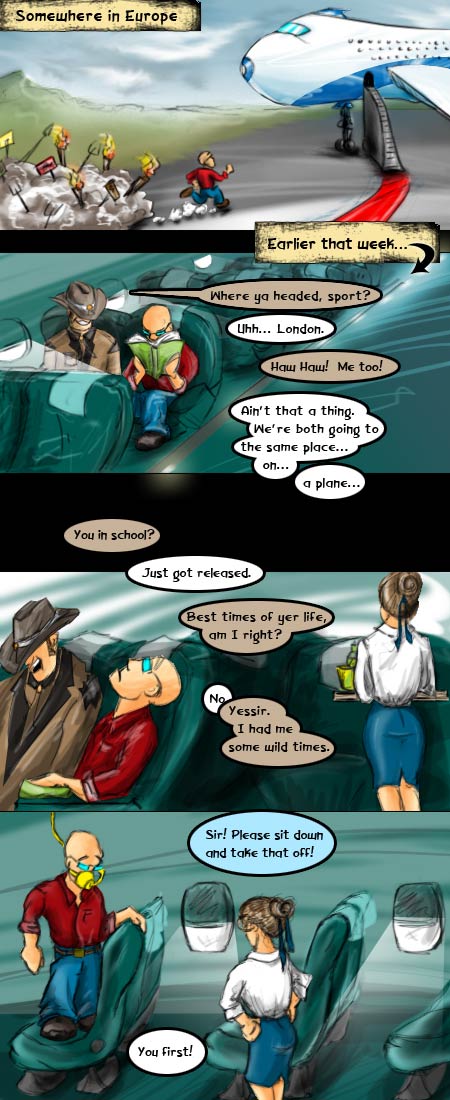 Somewhere in Europe
Earlier that week...
Where ya headed, sport?
Uhh... London.
Haw Haw! Me too!
Ain't that a thing.
We're both going to
the same place...
on...
a plane...
You in school?
Just got released.
Best times of yer life,
am I right?
No
Yessir.
I had me
some wild times.
Sir! Please sit down
and take that off!
You first!